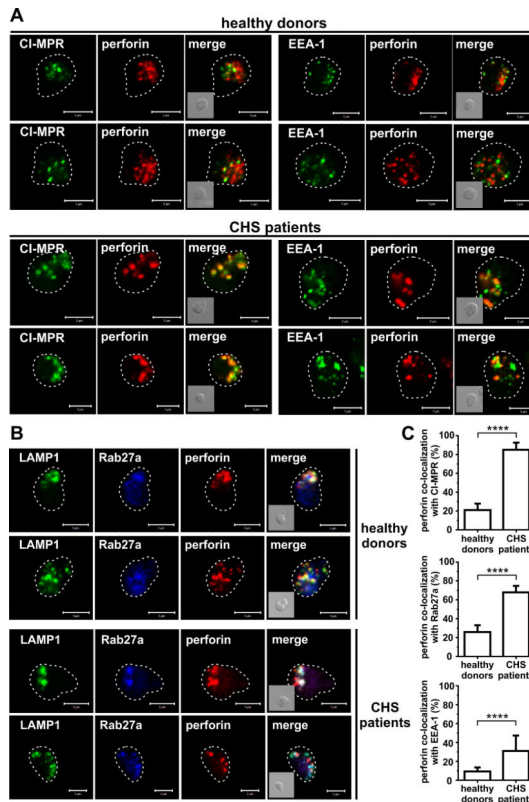 A
healthy donors
CI-MPR perforin merge EEA-1 perforin merge
CI-MPR perforin merge EEA-1 perforin merge
CHS patients
CI-MPR perforin merge EEA-1 perforin merge
CI-MPR perforin merge EEA-1 perforin merge
B
LAMP1 Rab27a perforin merge
LAMP1 Rab27a perforin merge
healthy
donors
LAMP1 Rab27a perforin merge
LAMP1 Rab27a perforin merge
CHS
patients
C
perforin co-localization
with CI-MPR (%)
100
80
60
40
20
0
****
healthy donors
CHS patient
perforin co-localization
with Rab27a (%)
100
80
60
40
20
0
****
healthy donors
CHS patient
perforin co-localization
with EEA-1 (%)
100
80
60
40
20
0
****
healthy donors
CHS patient